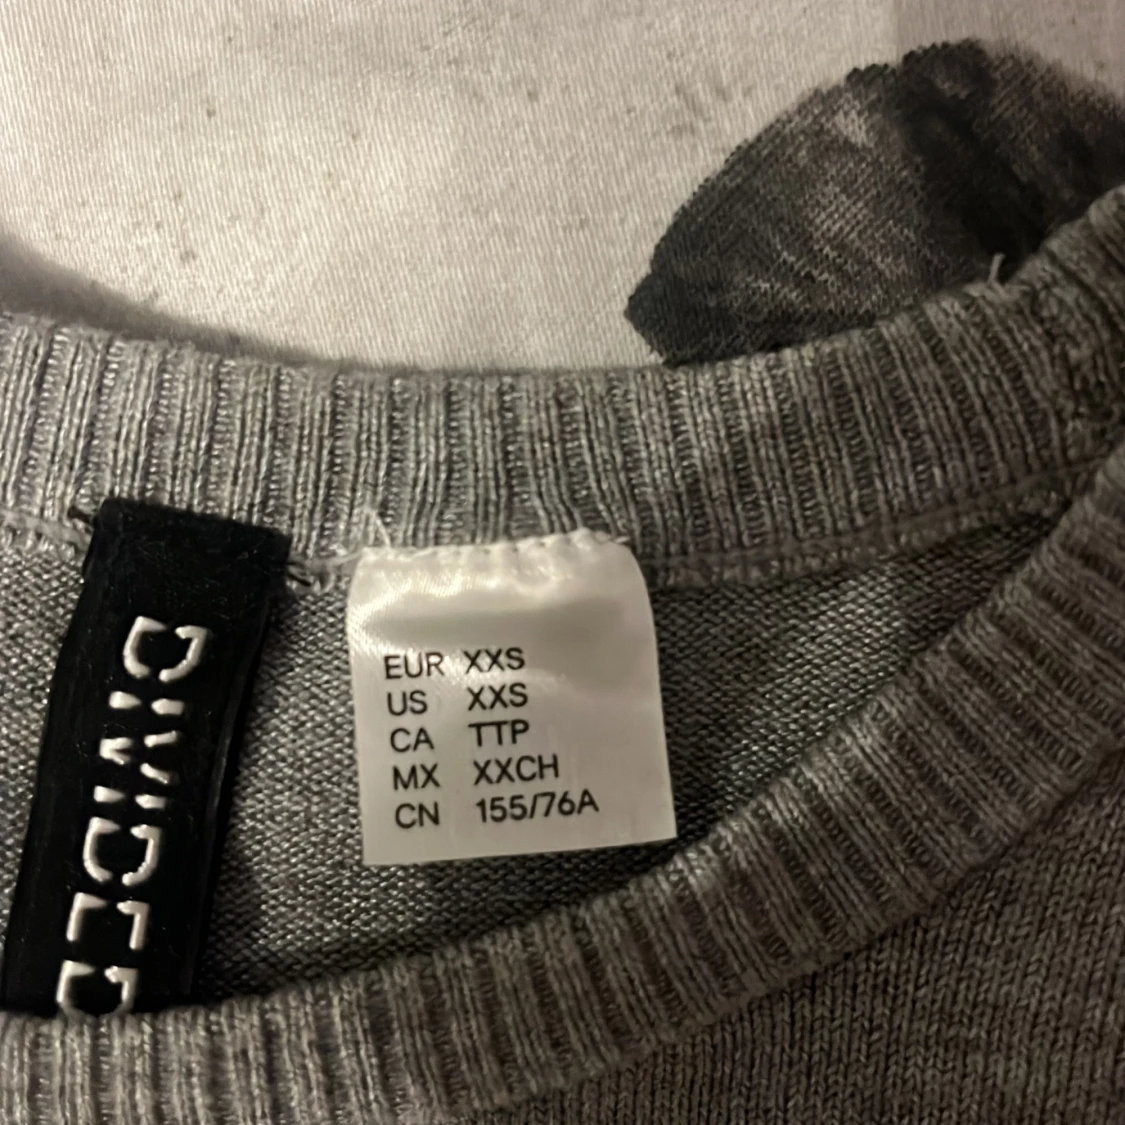 DIVIDED
EUR XXS
US XXS
CA TTP
MX XXCH
CN 155/76A